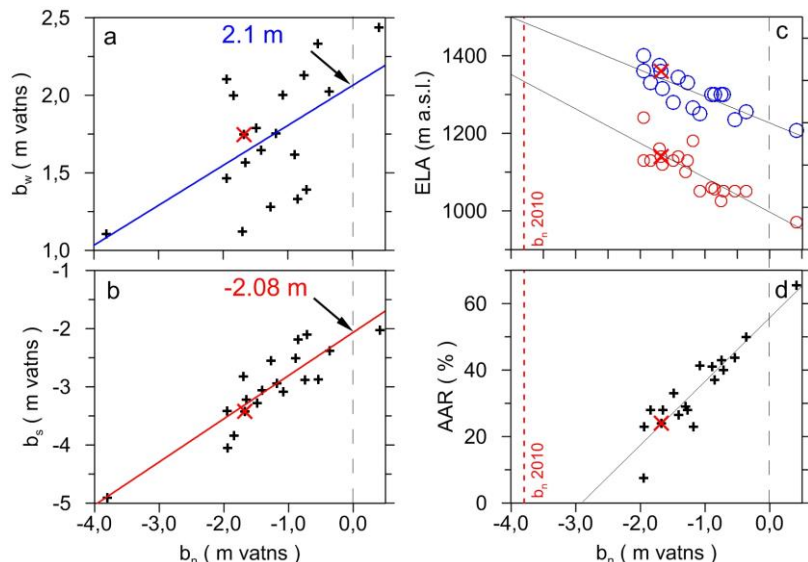 a
2.1 m
2,5
2,0
1,5
1,0
b_w ( m vatns )
b
-2.08 m
-1
-2
-3
-4
-5
b_s ( m vatns )
-4,0 -3,0 -2,0 -1,0 0,0
b_n ( m vatns )
c
1400
1200
1000
ELA (m a.s.l.)
b_n 2010
d
60
40
20
0
AAR ( % )
b_n 2010
-4,0 -3,0 -2,0 -1,0 0,0
b_n ( m vatns )